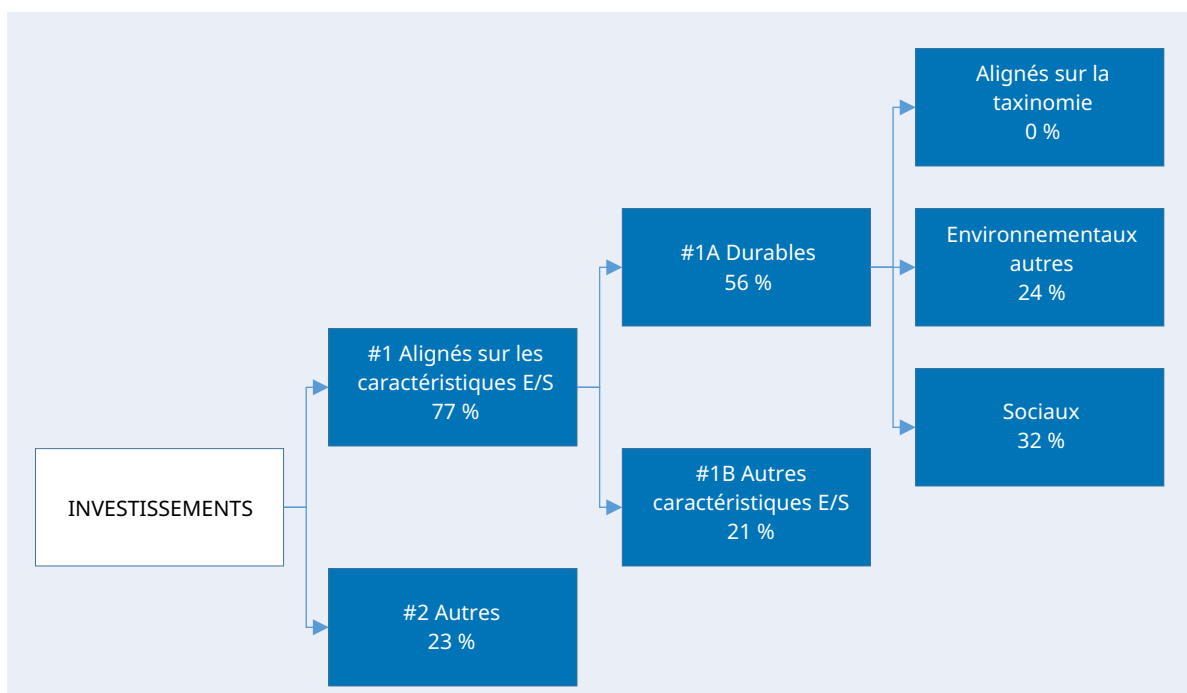 INVESTISSEMENTS
#1 Alignés sur les
caractéristiques E/S
77 %
#2 Autres
23 %
#1A Durables
56 %
#1B Autres
caractéristiques E/S
21 %
Alignés sur la
taxinomie
0 %
Environnementaux
autres
24 %
Sociaux
32 %